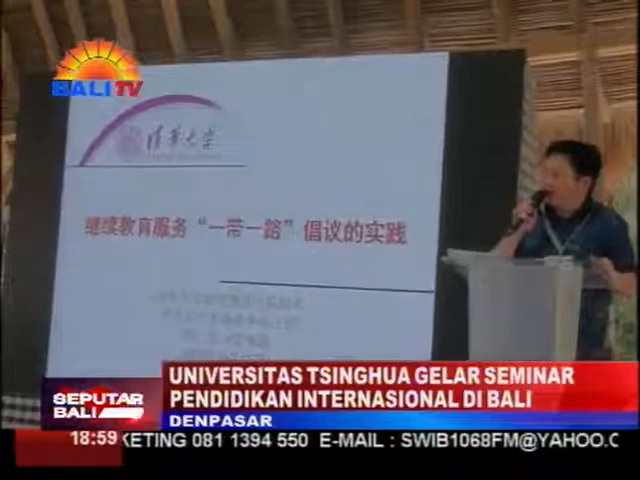 BALI TV
清华大学
继续教育服务“一带一路”倡议的实践
UNIVERSITAS TSINGHUA GELAR SEMINAR
PENDIDIKAN INTERNASIONAL DI BALI
SEPUTAR
BALI
DENPASAR
18:59 KETING 081 1394 550 E-MAIL : SWIB1068FM@YAHOO.C